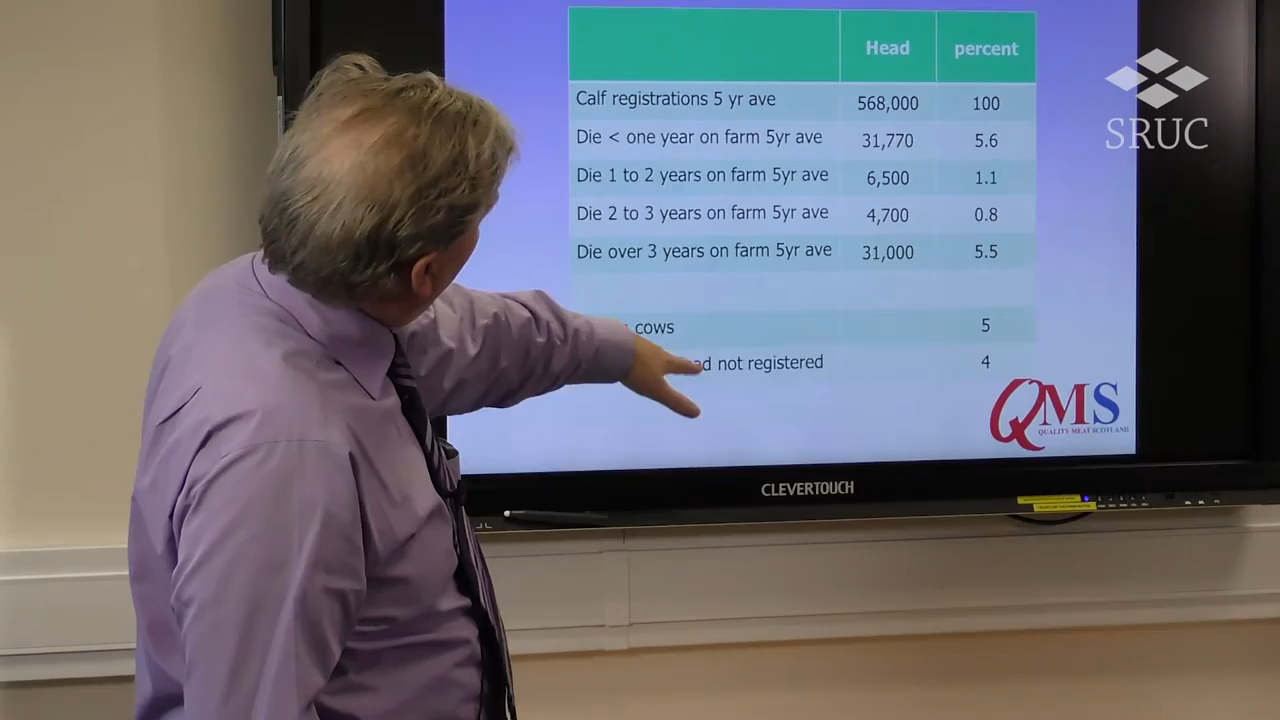 Head percent
Calf registrations 5 yr ave 568,000 100
Die < one year on farm 5yr ave 31,770 5.6
Die 1 to 2 years on farm 5yr ave 6,500 1.1
Die 2 to 3 years on farm 5yr ave 4,700 0.8
Die over 3 years on farm 5yr ave 31,000 5.5
cows 5
not registered 4
SRUC
QMS
QUALITY MEAT SCOTLAND
CLEVERTOUCH